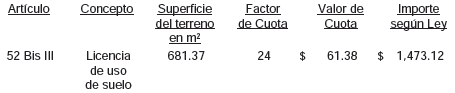 Artículo Concepto Superficie Factor Valor de Importe
del terreno de Cuota Cuota según Ley
en m²
52 Bis III Licencia 681.37 24 $ 61.38 $ 1,473.12
de uso
de suelo